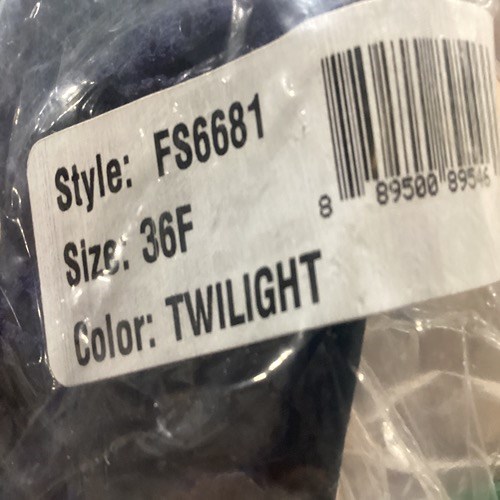 Style: FS6681
Size: 36F
Color: TWILIGHT
8 89500 89546